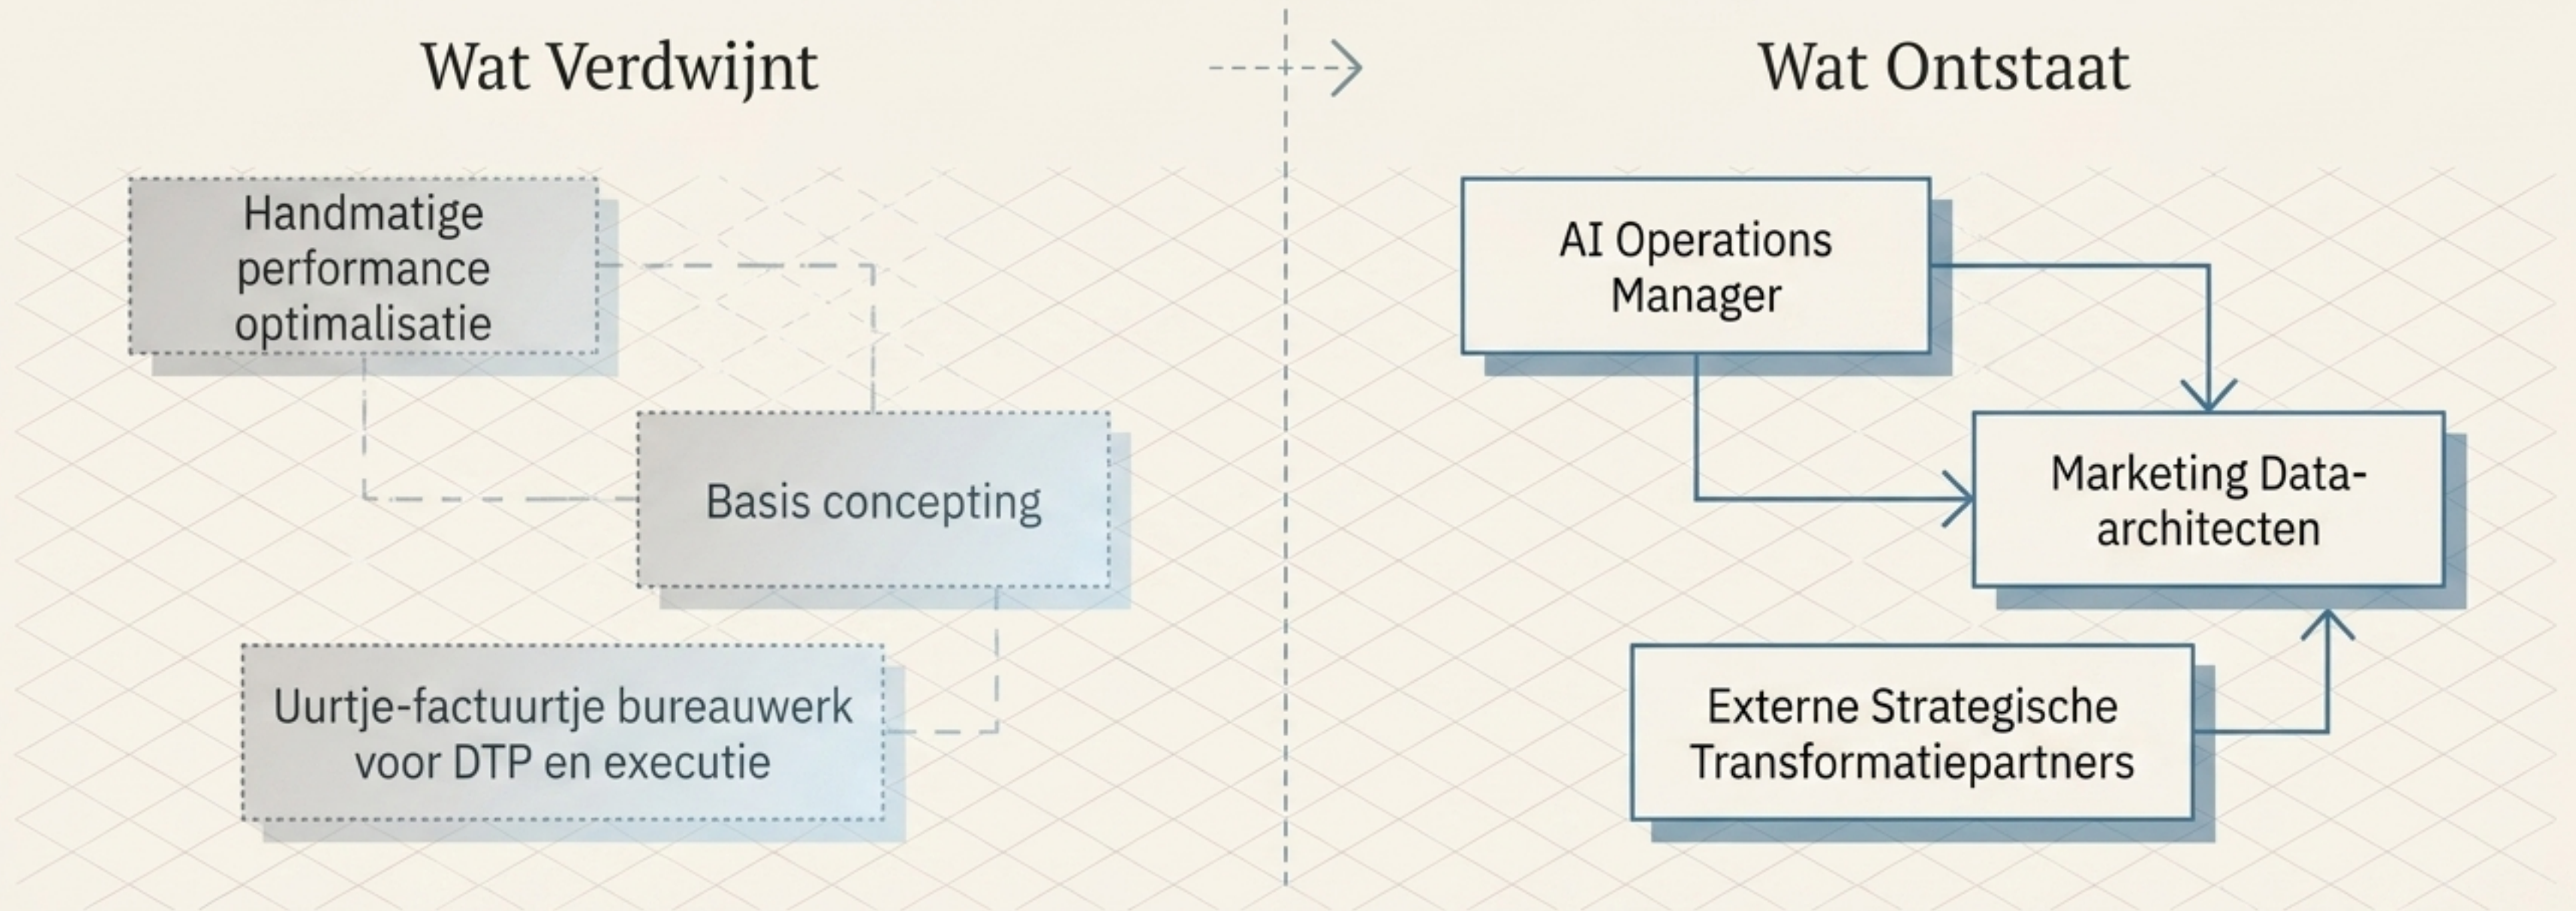 Wat Verdwijnt
Handmatige
performance
optimalisatie
Basis concepting
Uurtje-factuurtje bureauwerk
voor DTP en executie
Wat Ontstaat
AI Operations
Manager
Marketing Data-
architecten
Externe Strategische
Transformatiepartners